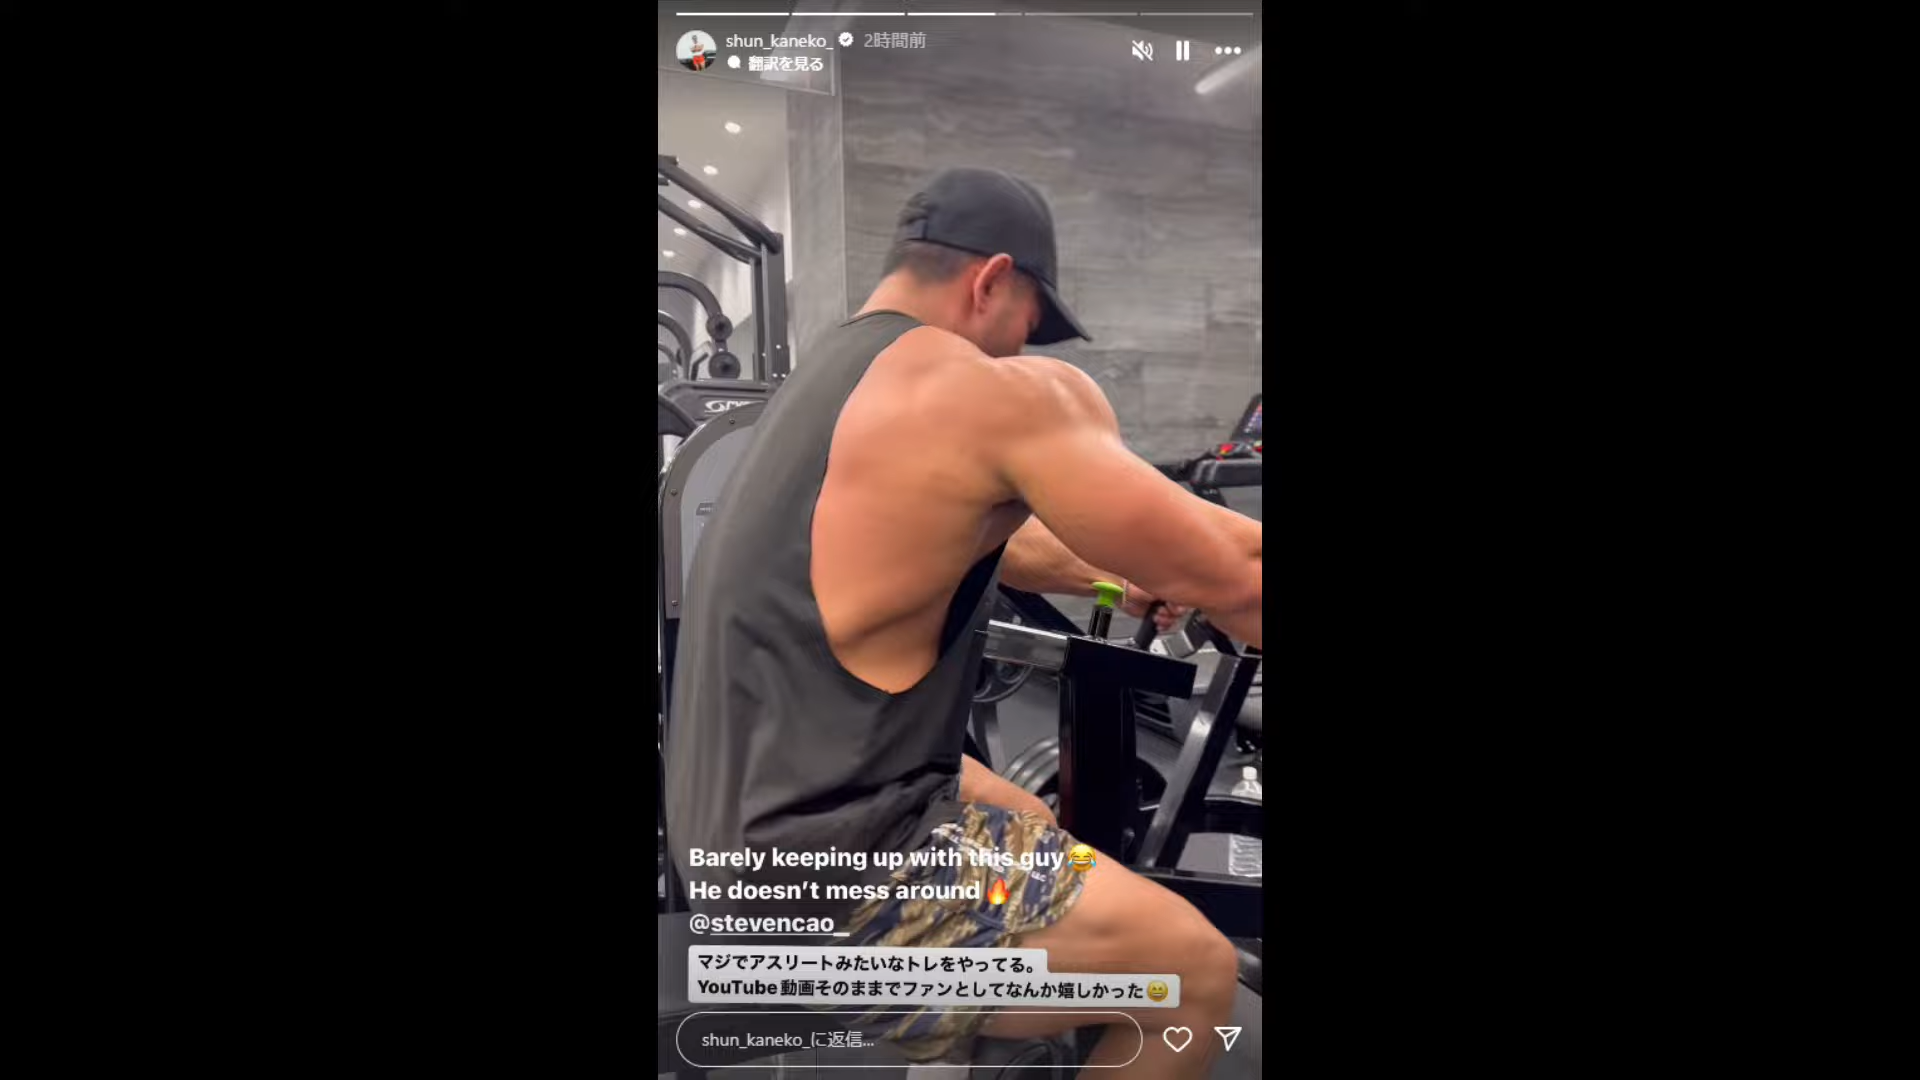 shun_kaneko_ 2時間前
翻訳を見る
Barely keeping up with this guy😂
He doesn't mess around🔥
@stevencao_
マジでアスリートみたいなトレをやってる。
YouTube動画そのままでファンとしてなんか嬉しかった😄
shun_kaneko_に返信...